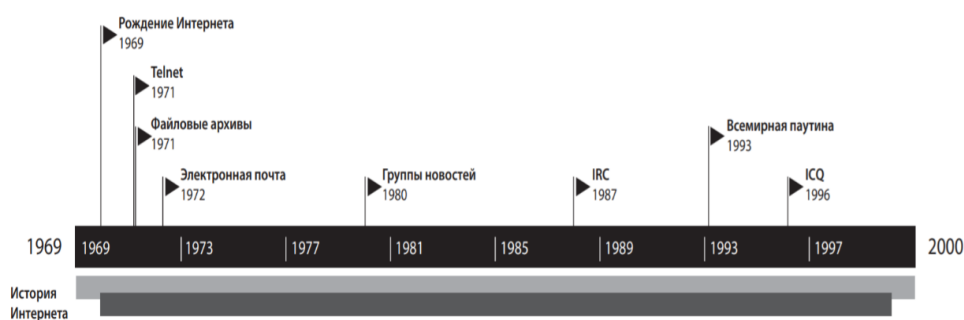 Рождение Интернета
1969
Telnet
1971
Файловые архивы
1971
Всемирная паутина
1993
Электронная почта
1972
Группы новостей
1980
IRC
1987
ICQ
1996
1969 1969 1973 1977 1981 1985 1989 1993 1997 2000
История
Интернета